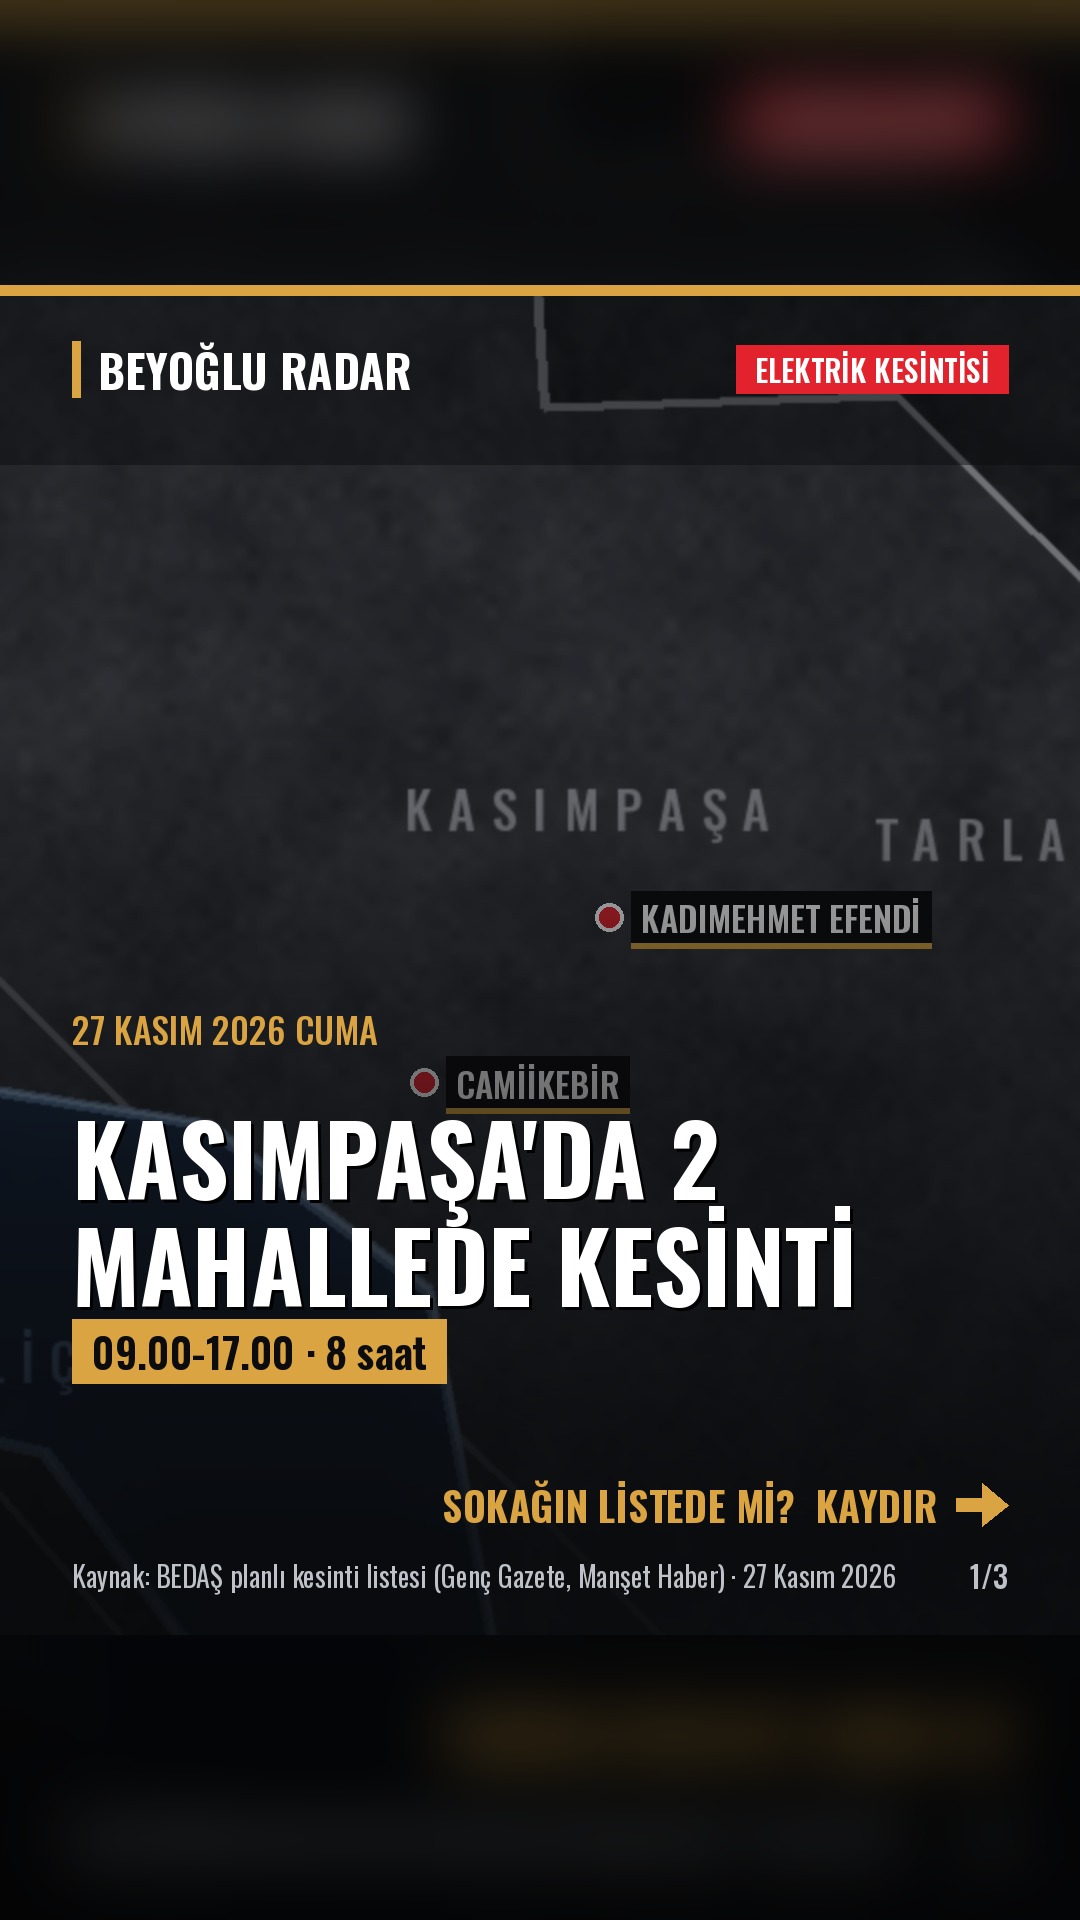 BEYOĞLU RADAR
ELEKTRİK KESİNTİSİ
KASIMPAŞA
TARLA
KADIMEHMET EFENDİ
27 KASIM 2026 CUMA
CAMİİKEBİR
KASIMPAŞA'DA 2
MAHALLEDE KESİNTİ
09.00-17.00 · 8 saat
LİÇ
SOKAĞIN LİSTEDE Mİ? KAYDIR
Kaynak: BEDAŞ planlı kesinti listesi (Genç Gazete, Manşet Haber) · 27 Kasım 2026
1/3